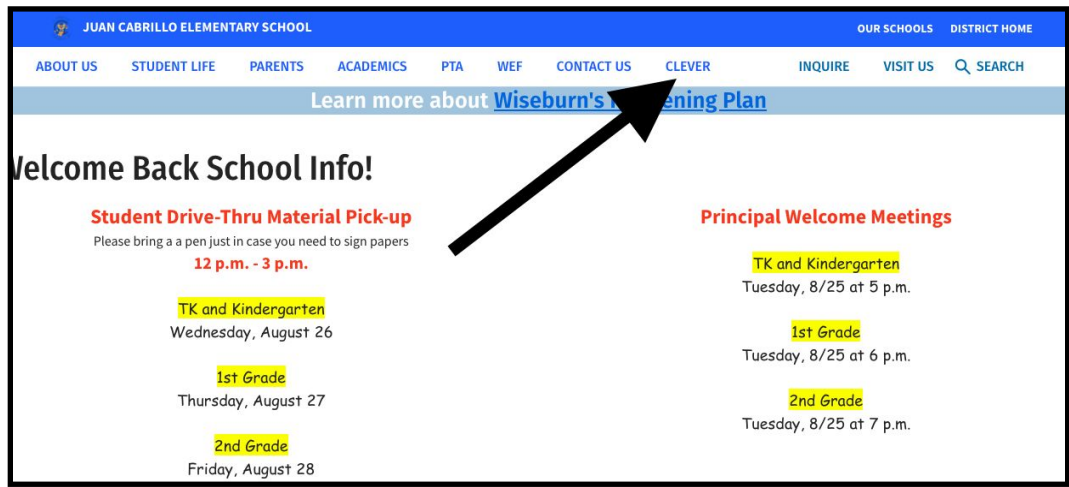 JUAN CABRILLO ELEMENTARY SCHOOL
OUR SCHOOLS DISTRICT HOME
ABOUT US STUDENT LIFE PARENTS ACADEMICS PTA WEF CONTACT US CLEVER INQUIRE VISIT US SEARCH
Learn more about Wiseburn's Plan
Back School Info!
Student Drive-Thru Material Pick-up
Please bring a a pen just in case you need to sign papers
12 p.m. - 3 p.m.
TK and Kindergarten
Wednesday, August 26
1st Grade
Thursday, August 27
2nd Grade
Friday, August 28
Principal Welcome Meetings
TK and Kindergarten
Tuesday, 8/25 at 5 p.m.
1st Grade
Tuesday, 8/25 at 6 p.m.
2nd Grade
Tuesday, 8/25 at 7 p.m.